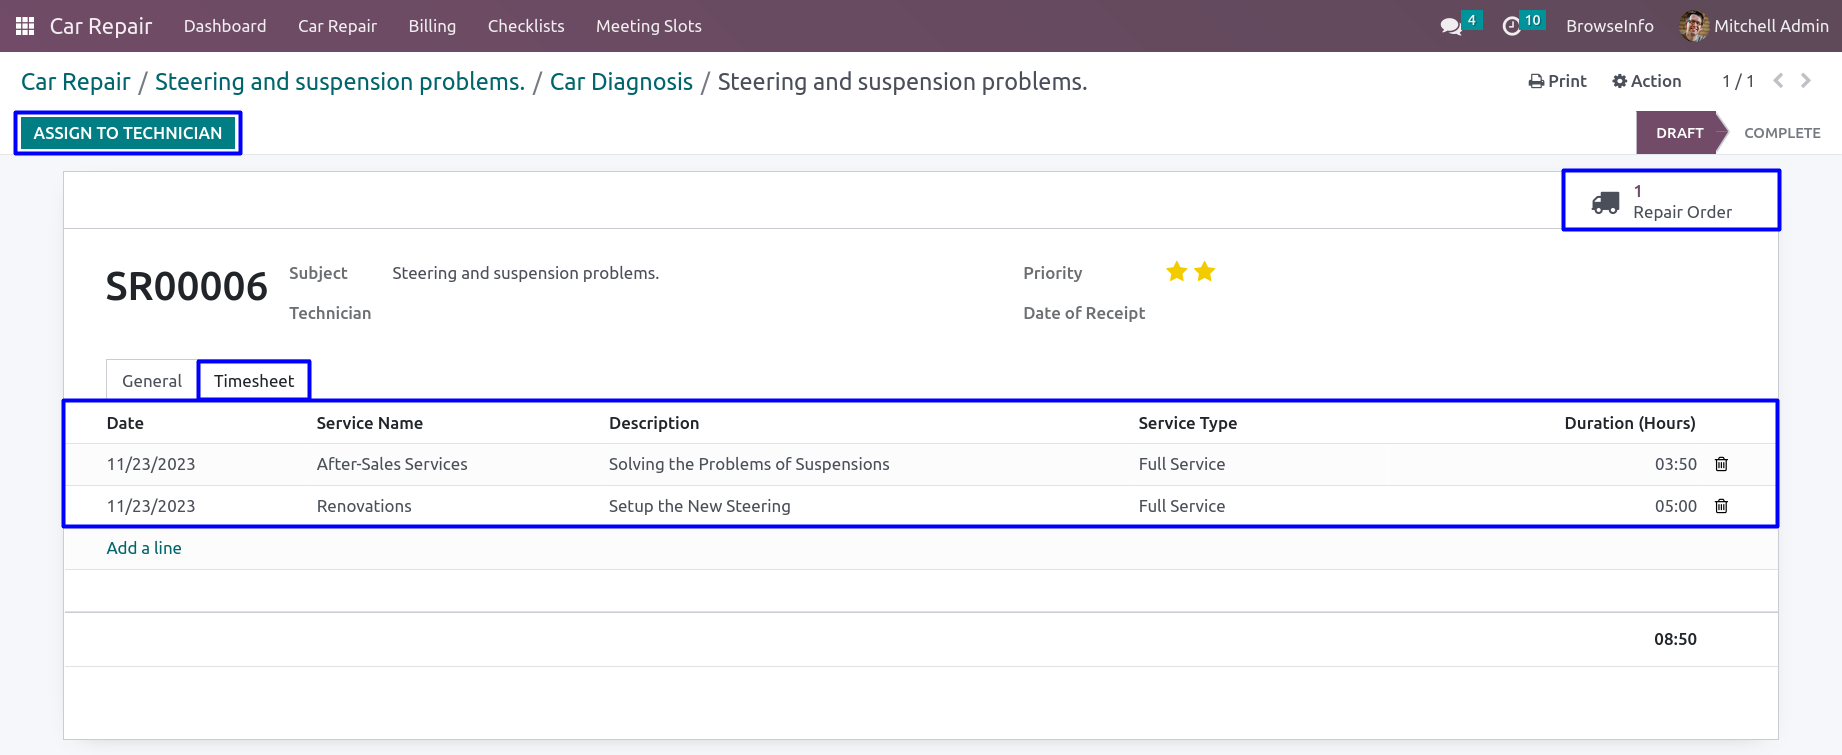 Car Repair Dashboard Car Repair Billing Checklists Meeting Slots 4 10 BrowseInfo Mitchell Admin
Car Repair / Steering and suspension problems. / Car Diagnosis / Steering and suspension problems. Print Action 1 / 1
ASSIGN TO TECHNICIAN DRAFT COMPLETE
1
Repair Order
SR00006
Subject Steering and suspension problems. Priority
Technician Date of Receipt
General Timesheet
Date Service Name Description Service Type Duration (Hours)
11/23/2023 After-Sales Services Solving the Problems of Suspensions Full Service 03:50
11/23/2023 Renovations Setup the New Steering Full Service 05:00
Add a line
08:50